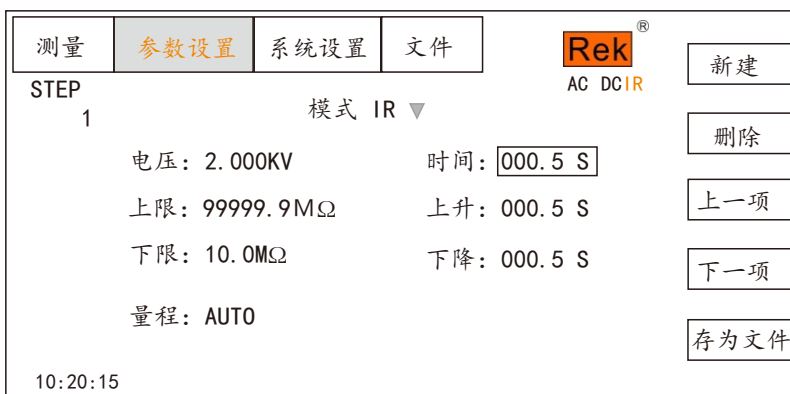 测量 参数设置 系统设置 文件 Rek® 新建
STEP AC DCIR
1 模式 IR ▼
删除
电压：2.000KV 时间：000.5 S
上限：99999.9MΩ 上升：000.5 S 上一项
下限：10.0MΩ 下降：000.5 S 下一项
量程：AUTO
存为文件
10:20:15